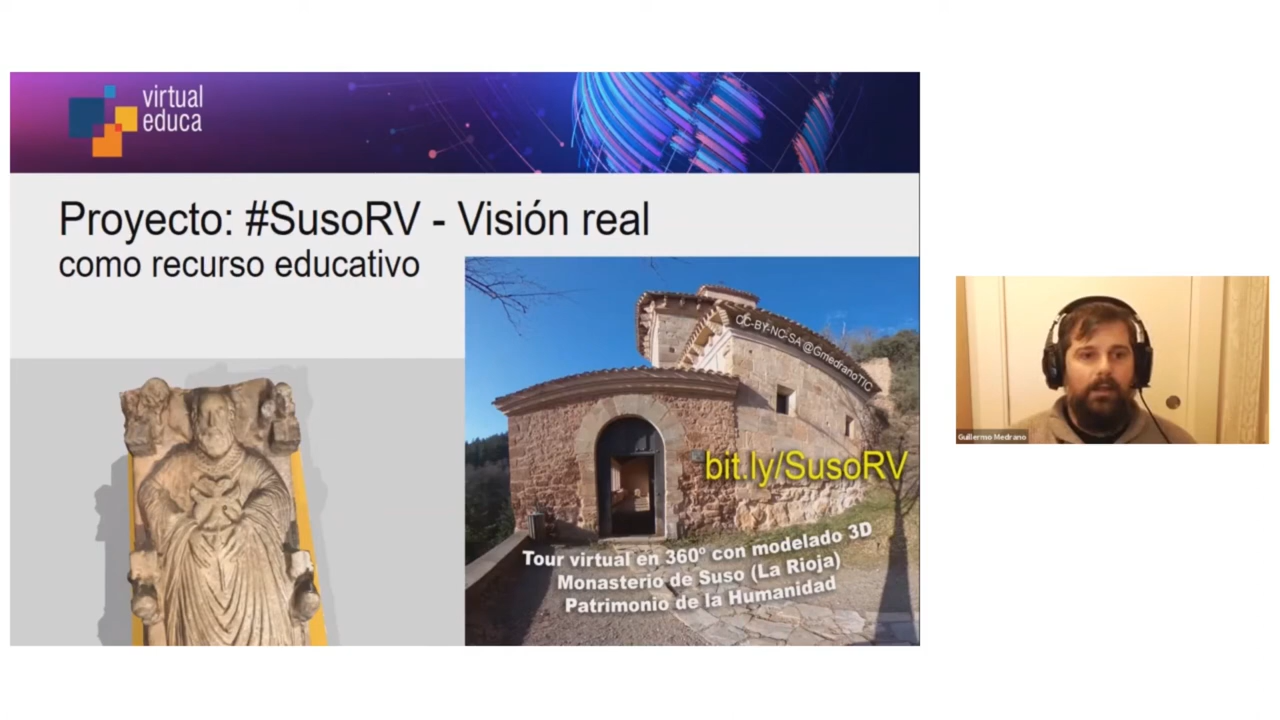 virtual
educa
Proyecto: #SusoRV - Visión real
como recurso educativo
CC-BY-NC-SA @GmedranoTIC
bit.ly/SusoRV
Tour virtual en 360º con modelado 3D
Monasterio de Suso (La Rioja)
Patrimonio de la Humanidad
Guillermo Medrano